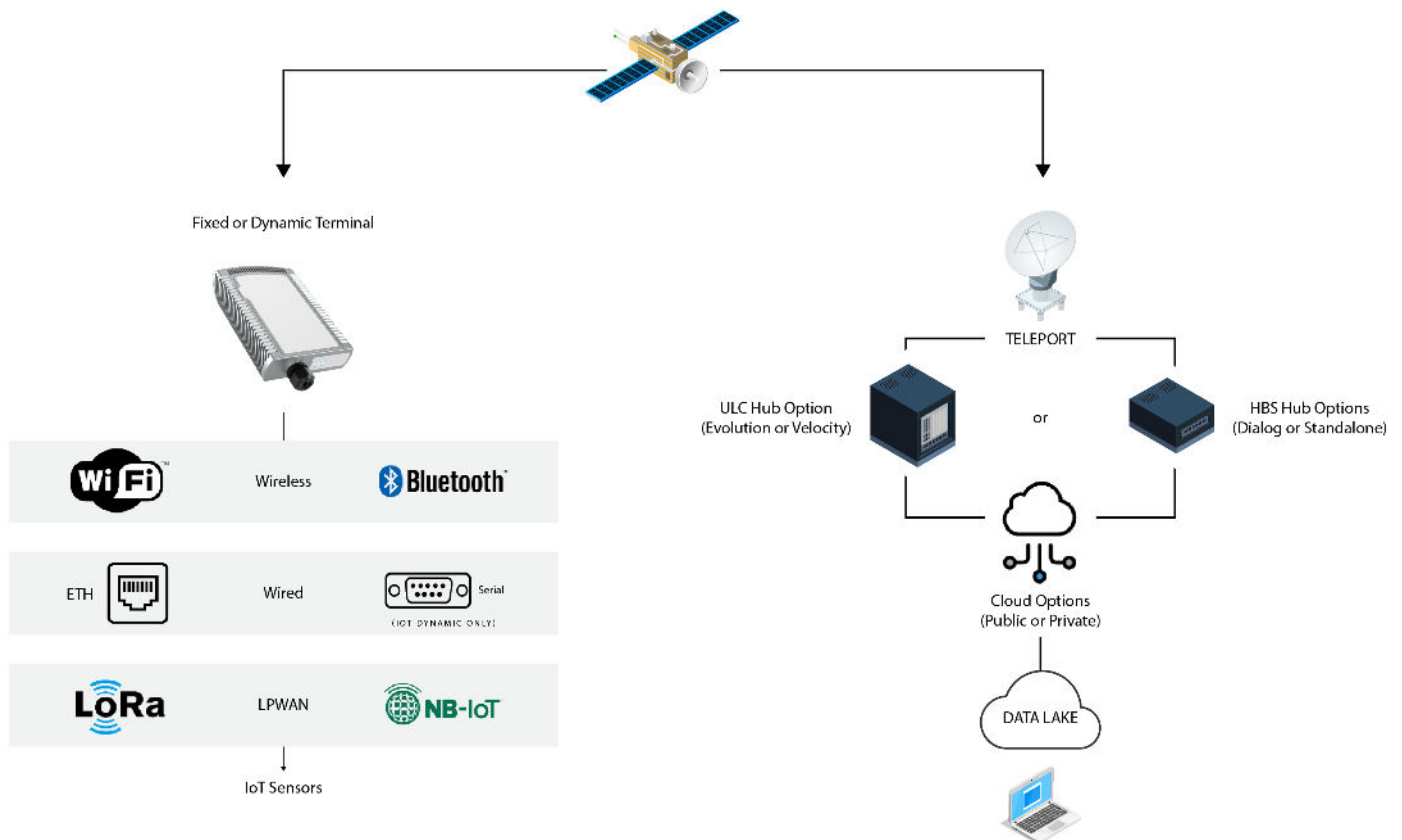 Fixed or Dynamic Terminal
Wi Fi™
Wireless
Bluetooth™
ETH
Wired
Serial
(IOT DYNAMIC ONLY)
LoRa
LPWAN
NB-IoT
IoT Sensors
TELEPORT
ULC Hub Option
(Evolution or Velocity)
or
HBS Hub Options
(Dialog or Standalone)
Cloud Options
(Public or Private)
DATA LAKE